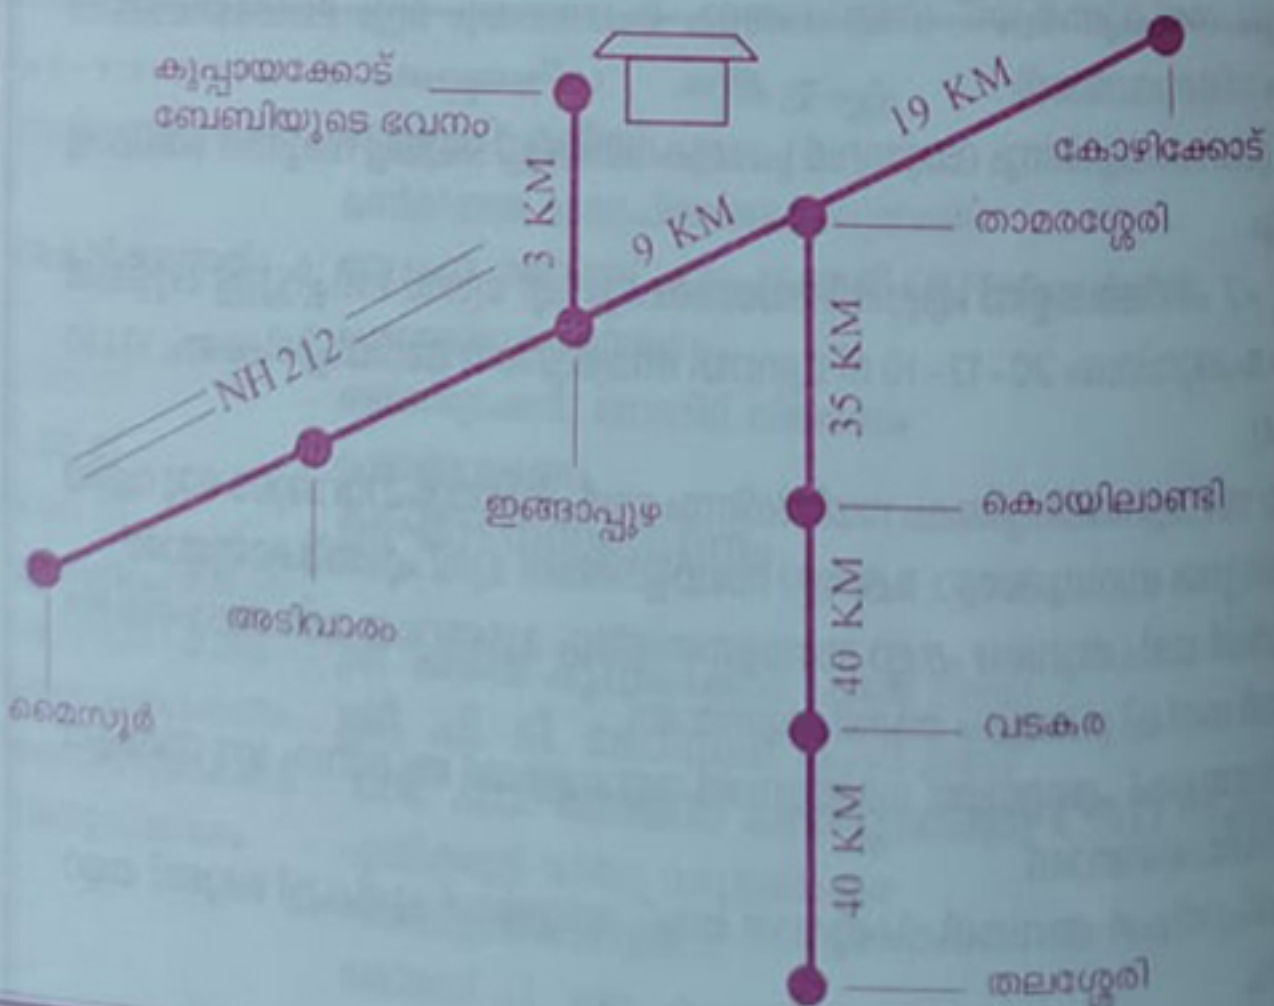 കുപ്പായക്കോട്
ബേബിയുടെ ഭവനം
19 KM
കോഴിക്കോട്
3 KM
9 KM
താമരശ്ശേരി
NH 212
35 KM
ഇങ്ങാപ്പുഴ
കൊയിലാണ്ടി
അടിവാരം
40 KM
മൈസൂർ
വടകര
40 KM
തലശ്ശേരി